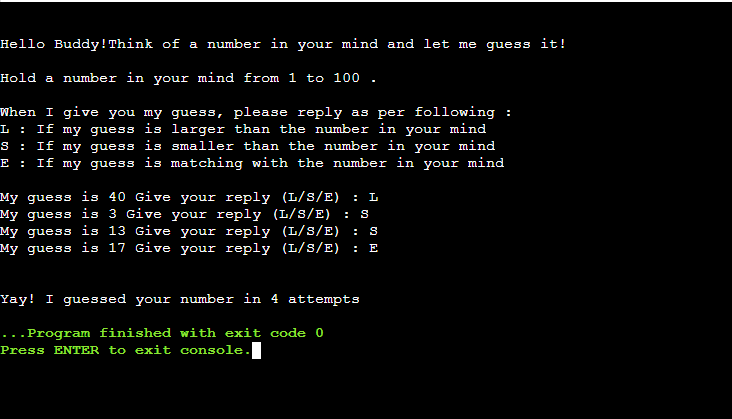 Hello Buddy!Think of a number in your mind and let me guess it!
Hold a number in your mind from 1 to 100 .
When I give you my guess, please reply as per following :
L : If my guess is larger than the number in your mind
S : If my guess is smaller than the number in your mind
E : If my guess is matching with the number in your mind
My guess is 40 Give your reply (L/S/E) : L
My guess is 3 Give your reply (L/S/E) : S
My guess is 13 Give your reply (L/S/E) : S
My guess is 17 Give your reply (L/S/E) : E
Yay! I guessed your number in 4 attempts
...Program finished with exit code 0
Press ENTER to exit console.